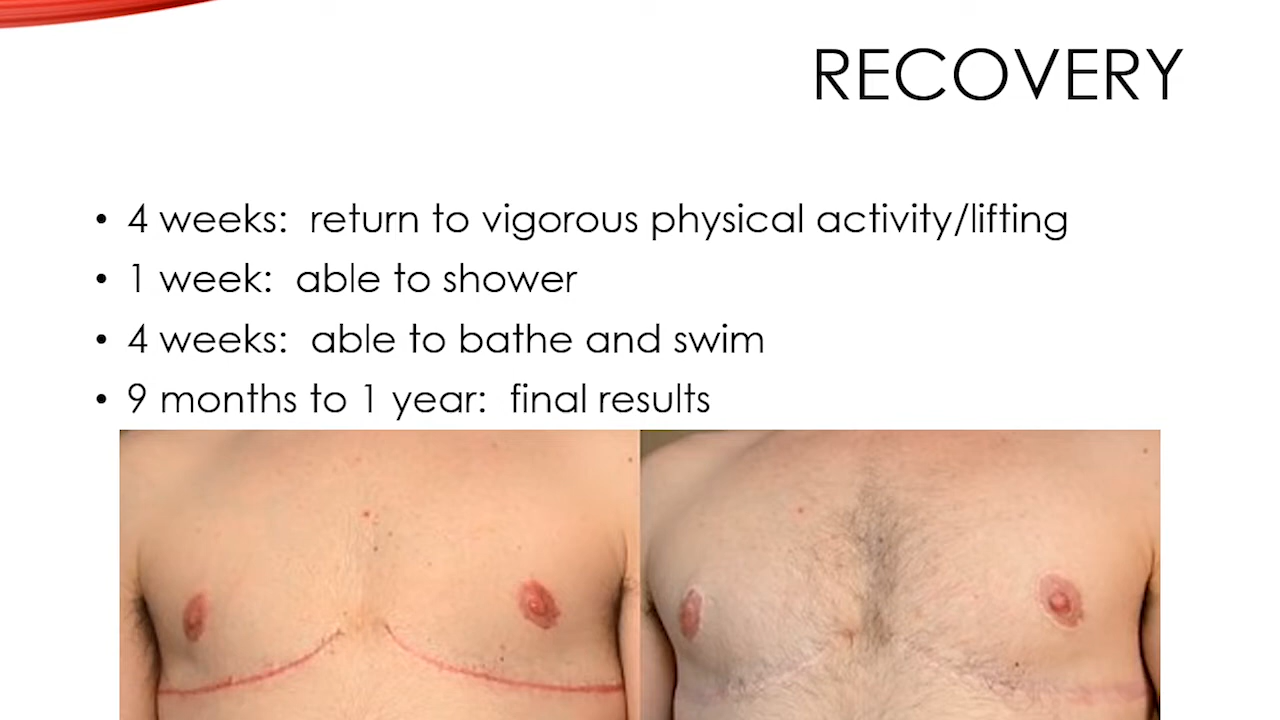 RECOVERY
• 4 weeks:  return to vigorous physical activity/lifting
• 1 week:  able to shower
• 4 weeks:  able to bathe and swim
• 9 months to 1 year:  final results